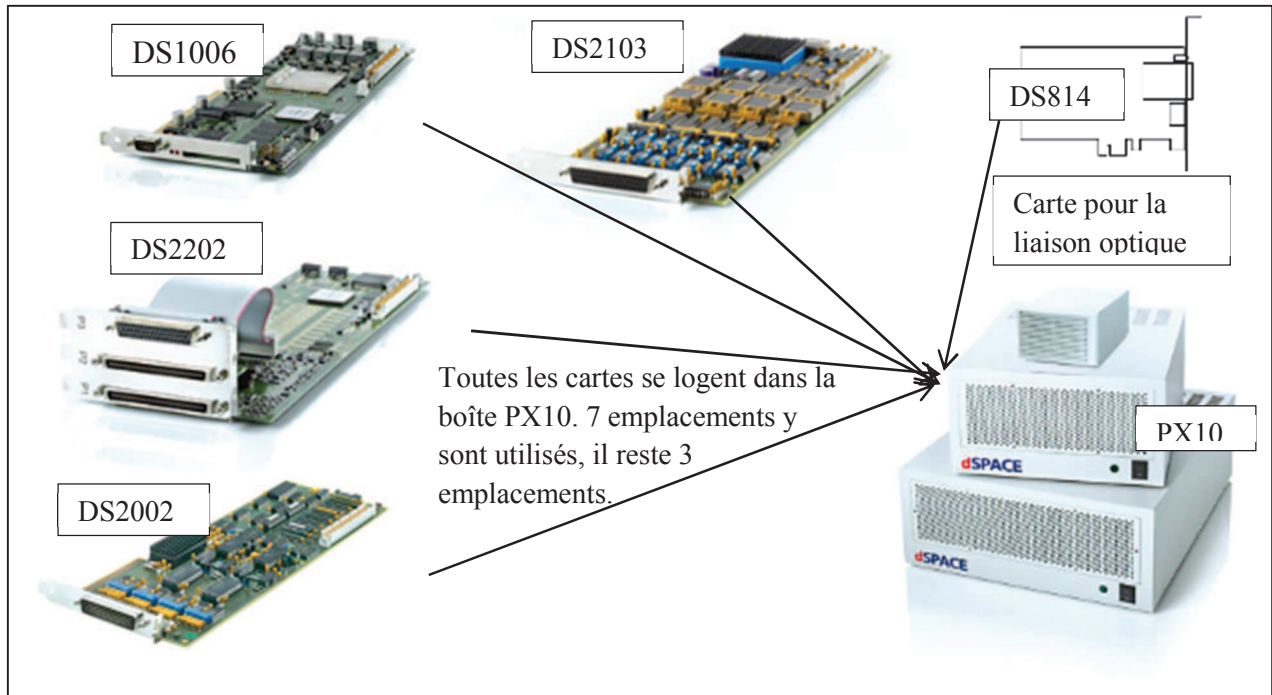 DS1006
DS2103
DS814
Carte pour la
liaison optique
DS2202
Toutes les cartes se logent dans la
boîte PX10. 7 emplacements y
sont utilisés, il reste 3
emplacements.
PX10
dSPACE
dSPACE
DS2002